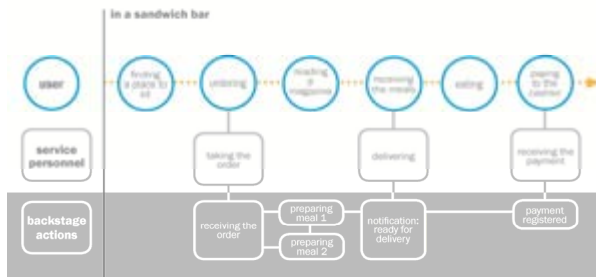 in a sandwich bar
user
finding
a place to
sit
ordering
reading
a
magazine
receiving
the meals
eating
paying
to the
cashier
service
personnel
taking the
order
delivering
receiving the
payment
backstage
actions
receiving the
order
preparing
meal 1
preparing
meal 2
notification:
ready for
delivery
payment
registered